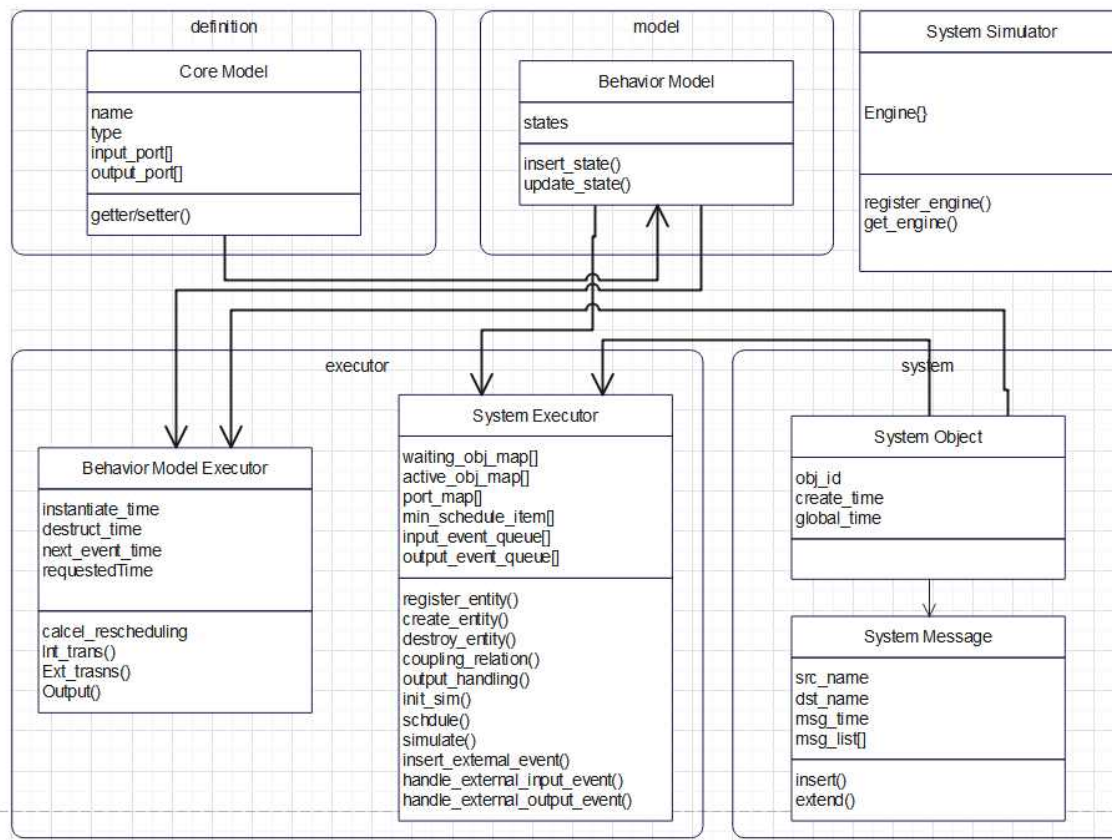 definition
Core Model
name
type
input_port[]
output_port[]
getter/setter()
model
Behavior Model
states
insert_state()
update_state()
System Simulator
Engine{}
register_engine()
get_engine()
executor
Behavior Model Executor
instantiate_time
destruct_time
next_event_time
requestedTime
calcel_rescheduling
Int_trans()
Ext_trasns()
Output()
System Executor
waiting_obj_map[]
active_obj_map[]
port_map[]
min_schedule_item[]
input_event_queue[]
output_event_queue[]
register_entity()
create_entity()
destroy_entity()
coupling_relation()
output_handling()
init_sim()
schdule()
simulate()
insert_external_event()
handle_external_input_event()
handle_external_output_event()
system
System Object
obj_id
create_time
global_time
System Message
src_name
dst_name
msg_time
msg_list[]
insert()
extend()